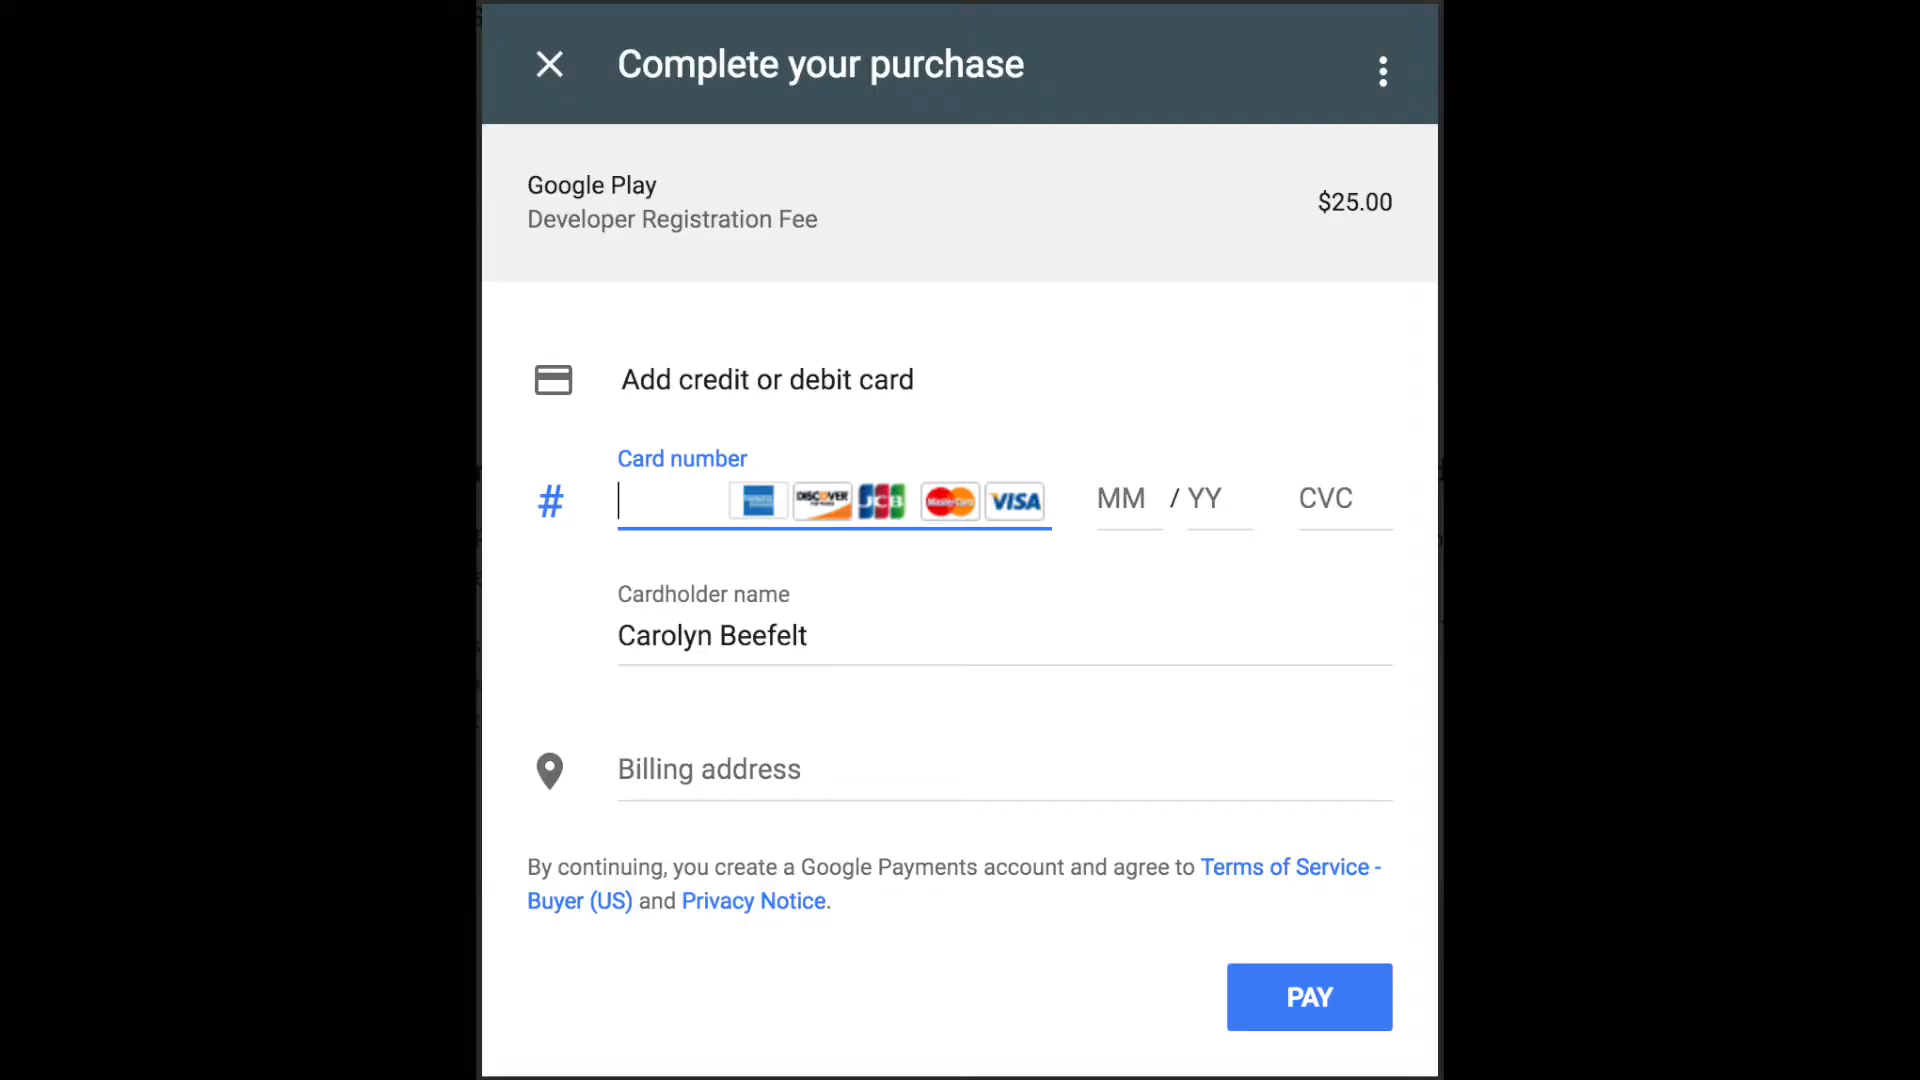 Complete your purchase
Google Play
$25.00
Developer Registration Fee
Add credit or debit card
Card number
# DISCOVER JCB MasterCard VISA MM / YY CVC
Cardholder name
Carolyn Beefelt
Billing address
By continuing, you create a Google Payments account and agree to Terms of Service -
Buyer (US) and Privacy Notice.
PAY